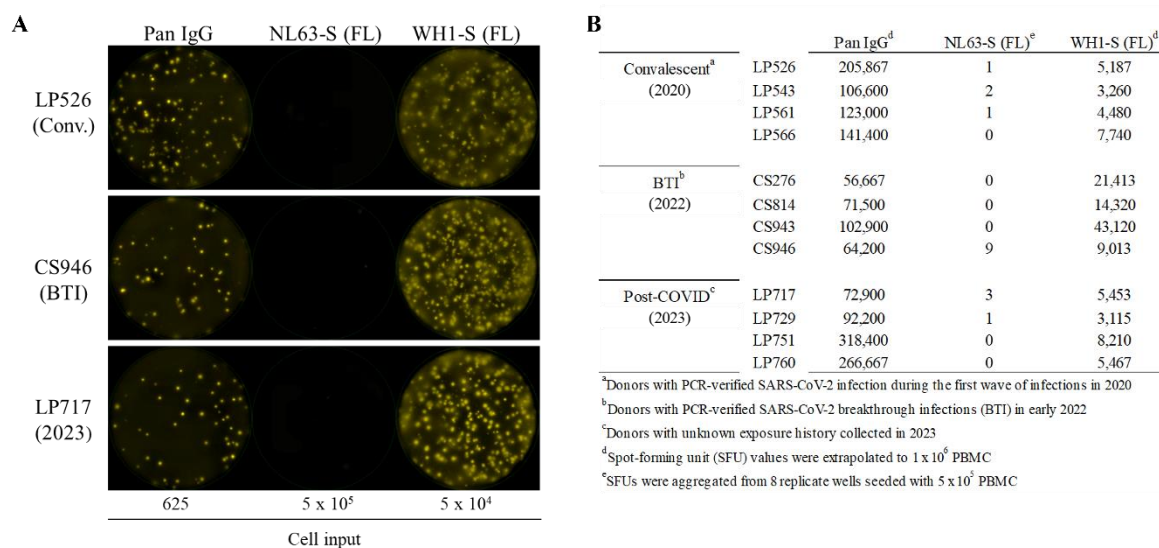 A
Pan IgG NL63-S (FL) WH1-S (FL)
LP526
(Conv.)
CS946
(BTI)
LP717
(2023)
625 5 x 10⁵ 5 x 10⁴
Cell input
B
Pan IgGᵈ NL63-S (FL)ᵉ WH1-S (FL)ᵈ
Convalescentᵃ LP526 205,867 1 5,187
(2020) LP543 106,600 2 3,260
LP561 123,000 1 4,480
LP566 141,400 0 7,740
BTIᵇ CS276 56,667 0 21,413
(2022) CS814 71,500 0 14,320
CS943 102,900 0 43,120
CS946 64,200 9 9,013
Post-COVIDᶜ LP717 72,900 3 5,453
(2023) LP729 92,200 1 3,115
LP751 318,400 0 8,210
LP760 266,667 0 5,467
ᵃDonors with PCR-verified SARS-CoV-2 infection during the first wave of infections in 2020
ᵇDonors with PCR-verified SARS-CoV-2 breakthrough infections (BTI) in early 2022
ᶜDonors with unknown exposure history collected in 2023
ᵈSpot-forming unit (SFU) values were extrapolated to 1 x 10⁶ PBMC
ᵉSFUs were aggregated from 8 replicate wells seeded with 5 x 10⁵ PBMC